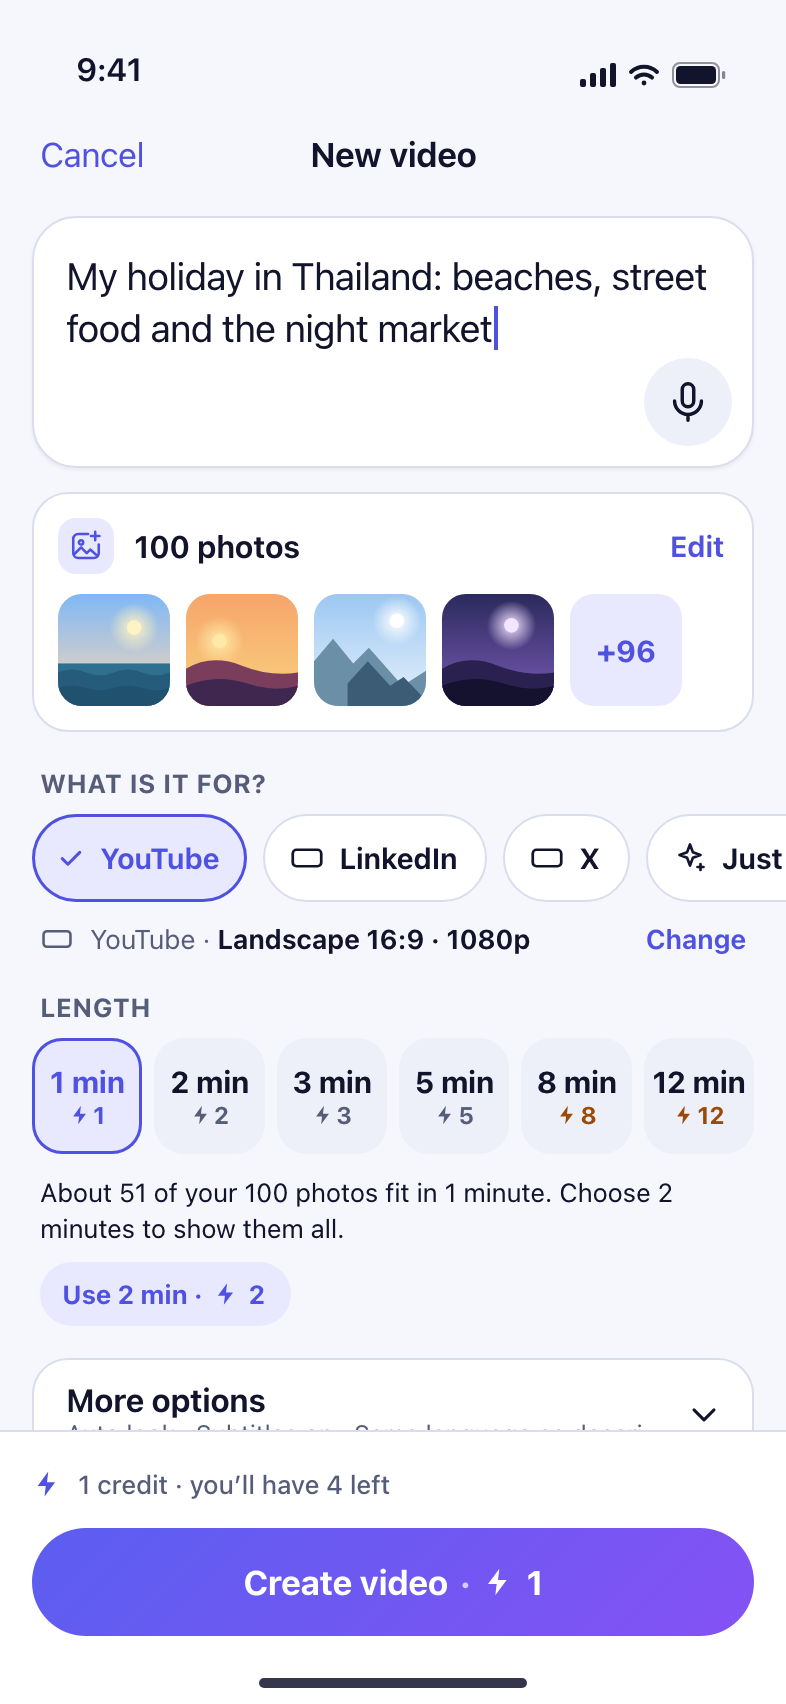 9:41
Cancel
New video
My holiday in Thailand: beaches, street
food and the night market
100 photos
Edit
+96
WHAT IS IT FOR?
YouTube
LinkedIn
X
Just
YouTube · Landscape 16:9 · 1080p
Change
LENGTH
1 min
1
2 min
2
3 min
3
5 min
5
8 min
8
12 min
12
About 51 of your 100 photos fit in 1 minute. Choose 2
minutes to show them all.
Use 2 min · 2
More options
1 credit · you’ll have 4 left
Create video · 1